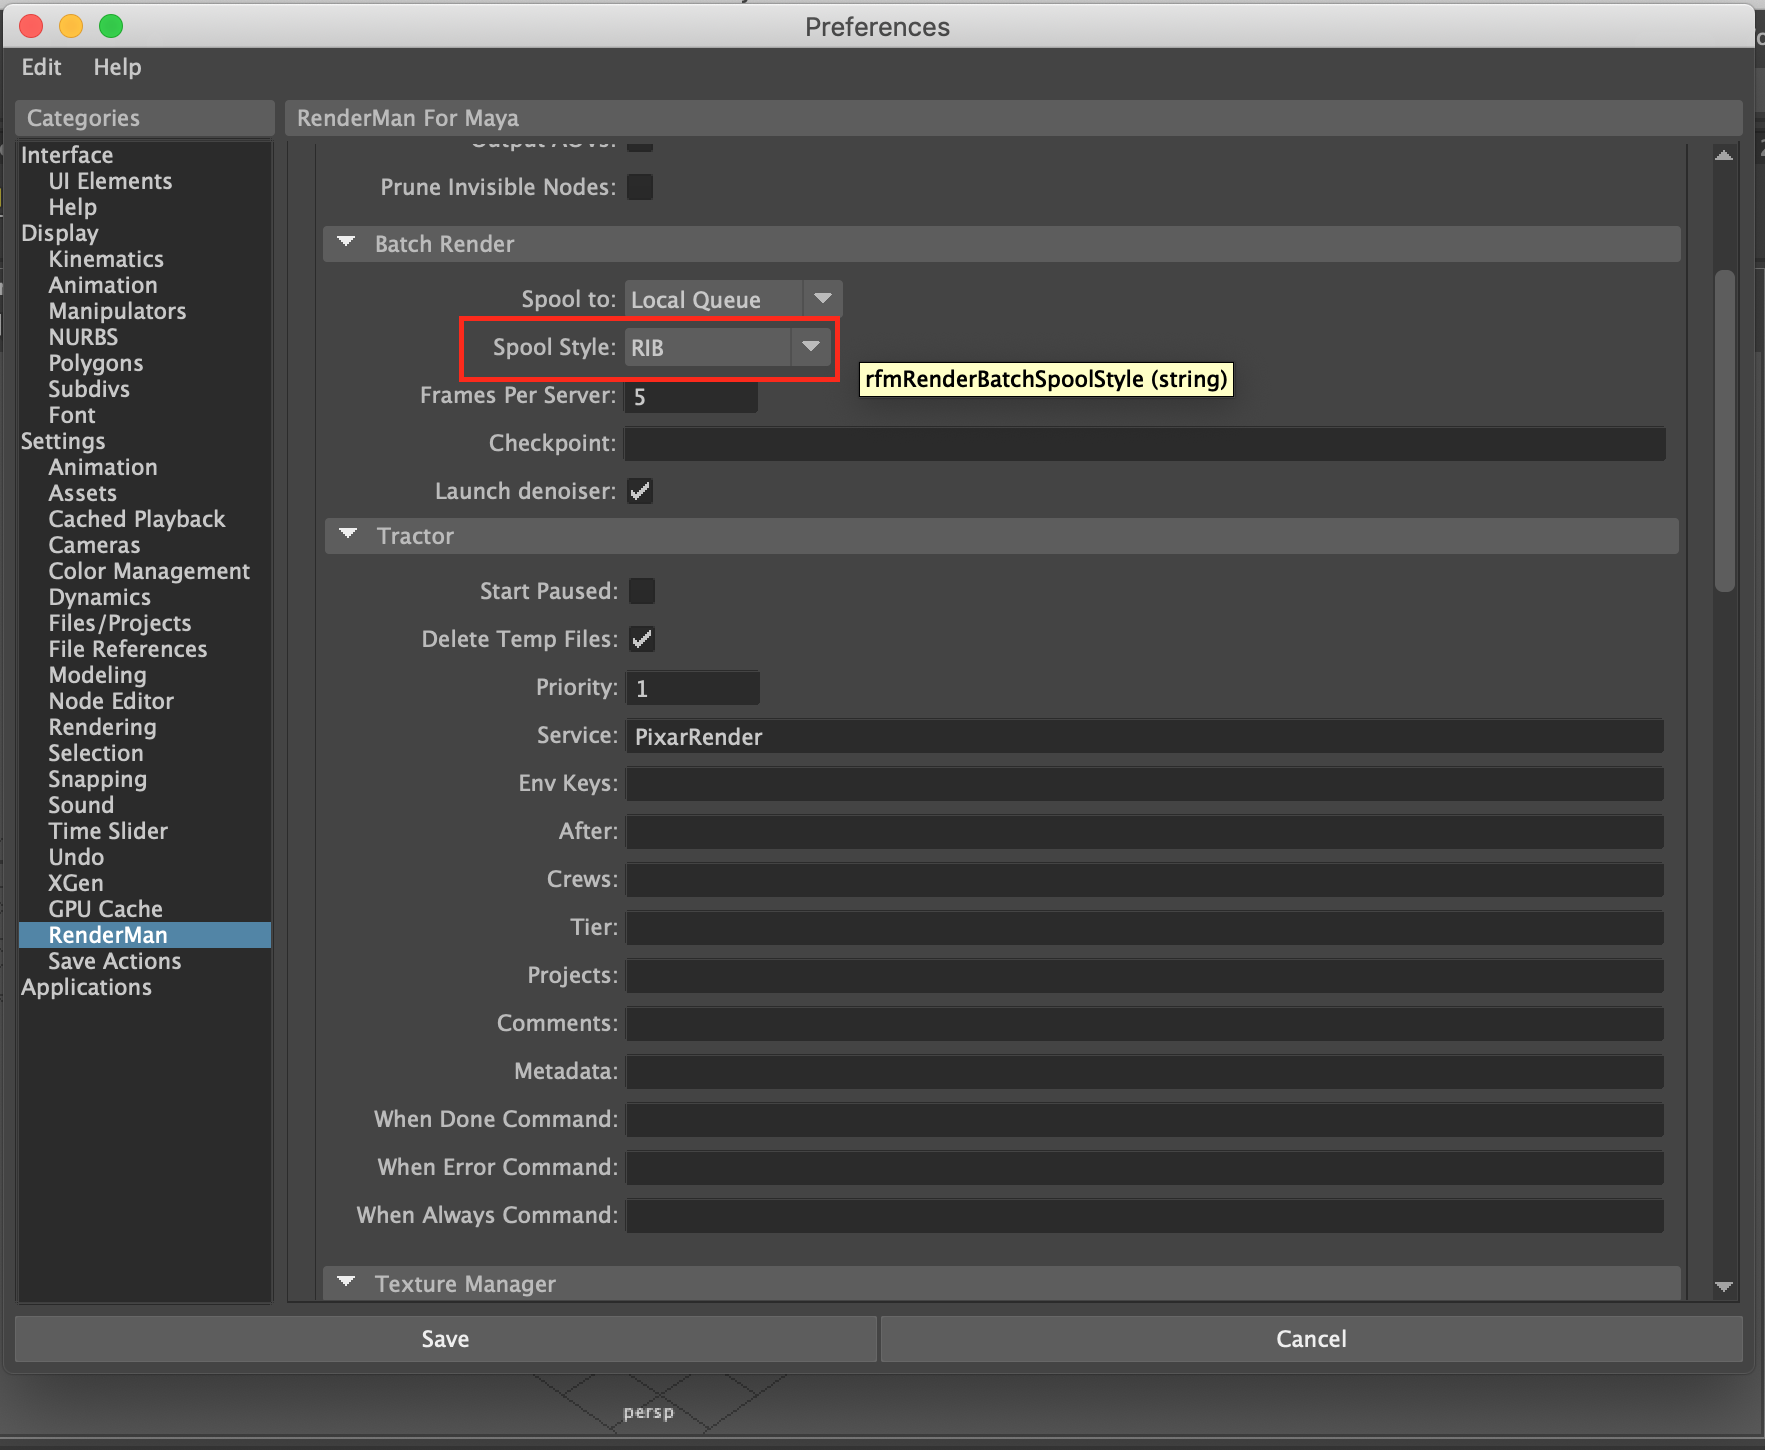 Preferences
Edit Help
Categories
RenderMan For Maya
Interface
UI Elements
Help
Display
Kinematics
Animation
Manipulators
NURBS
Polygons
Subdivs
Font
Settings
Animation
Assets
Cached Playback
Cameras
Color Management
Dynamics
Files/Projects
File References
Modeling
Node Editor
Rendering
Selection
Snapping
Sound
Time Slider
Undo
XGen
GPU Cache
RenderMan
Save Actions
Applications
Output AOVs:
Prune Invisible Nodes:
Batch Render
Spool to: Local Queue
Spool Style: RIB
rfmRenderBatchSpoolStyle (string)
Frames Per Server: 5
Checkpoint:
Launch denoiser:
Tractor
Start Paused:
Delete Temp Files:
Priority: 1
Service: PixarRender
Env Keys:
After:
Crews:
Tier:
Projects:
Comments:
Metadata:
When Done Command:
When Error Command:
When Always Command:
Texture Manager
Save
Cancel
persp